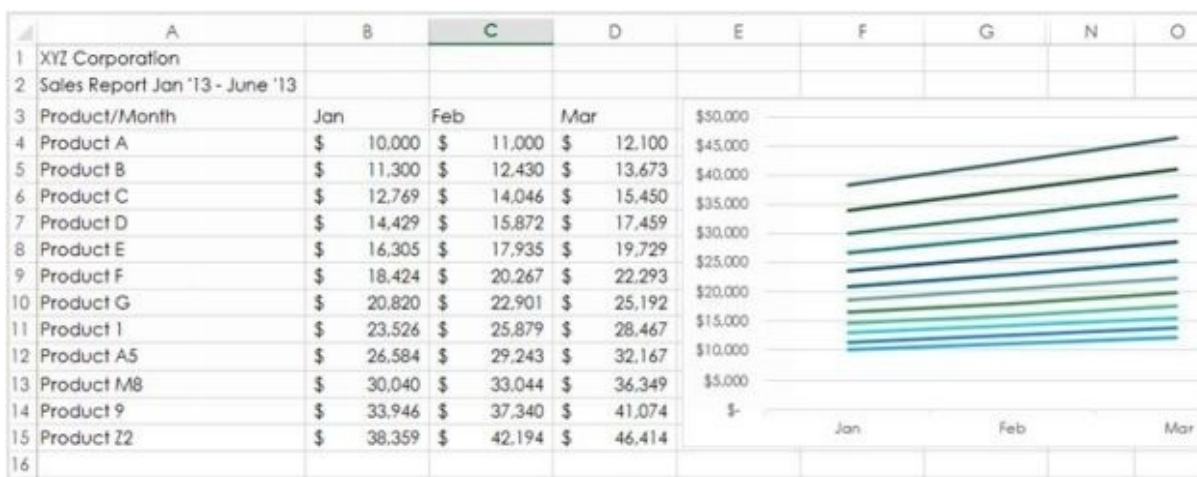 A B C D E F G N O
1 XYZ Corporation
2 Sales Report Jan '13 - June '13
3 Product/Month Jan Feb Mar
4 Product A $ 10,000 $ 11,000 $ 12,100
5 Product B $ 11,300 $ 12,430 $ 13,673
6 Product C $ 12,769 $ 14,046 $ 15,450
7 Product D $ 14,429 $ 15,872 $ 17,459
8 Product E $ 16,305 $ 17,935 $ 19,729
9 Product F $ 18,424 $ 20,267 $ 22,293
10 Product G $ 20,820 $ 22,901 $ 25,192
11 Product 1 $ 23,526 $ 25,879 $ 28,467
12 Product A5 $ 26,584 $ 29,243 $ 32,167
13 Product M8 $ 30,040 $ 33,044 $ 36,349
14 Product 9 $ 33,946 $ 37,340 $ 41,074
15 Product Z2 $ 38,359 $ 42,194 $ 46,414
16
$50,000
$45,000
$40,000
$35,000
$30,000
$25,000
$20,000
$15,000
$10,000
$5,000
$-
Jan Feb Mar